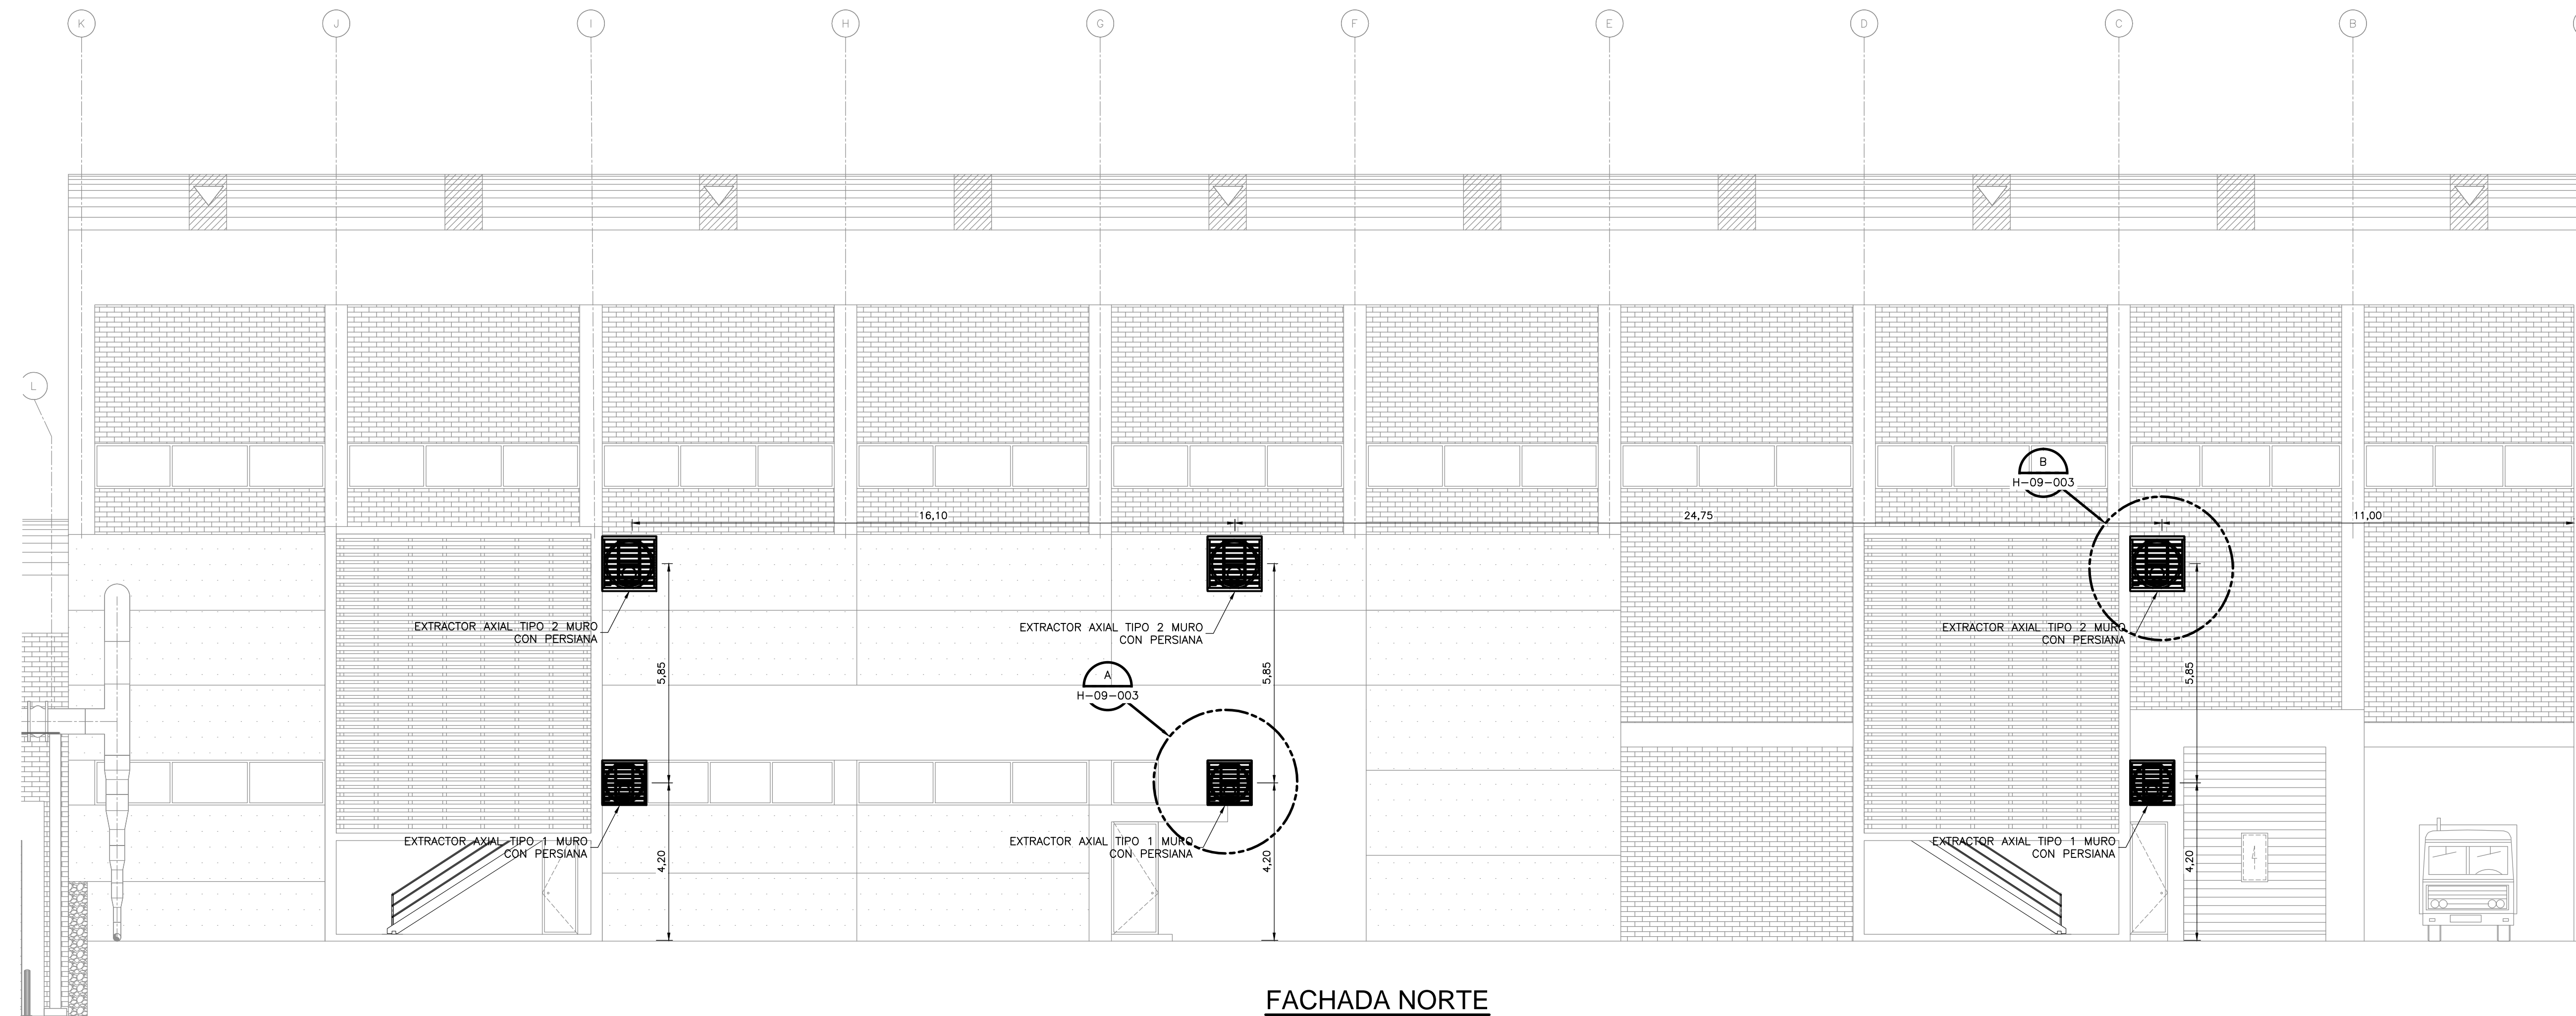 K
J
I
H
G
F
E
D
C
B
L
B
H-09-003
16,10
24,75
11,00
EXTRACTOR AXIAL TIPO 2 MURO
CON PERSIANA
EXTRACTOR AXIAL TIPO 2 MURO
CON PERSIANA
EXTRACTOR AXIAL TIPO 2 MURO
CON PERSIANA
5,85
5,85
5,85
A
H-09-003
EXTRACTOR AXIAL TIPO 1 MURO
CON PERSIANA
EXTRACTOR AXIAL TIPO 1 MURO
CON PERSIANA
EXTRACTOR AXIAL TIPO 1 MURO
CON PERSIANA
4,20
4,20
4,20
FACHADA NORTE